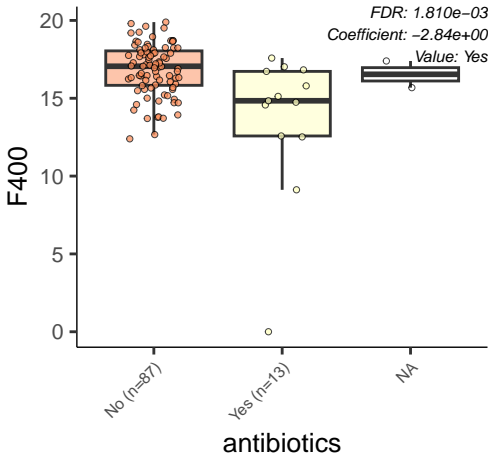 FDR: 1.810e−03
Coefficient: −2.84e+00
Value: Yes
20
15
10
5
0
F400
No (n=87)
Yes (n=13)
NA
antibiotics